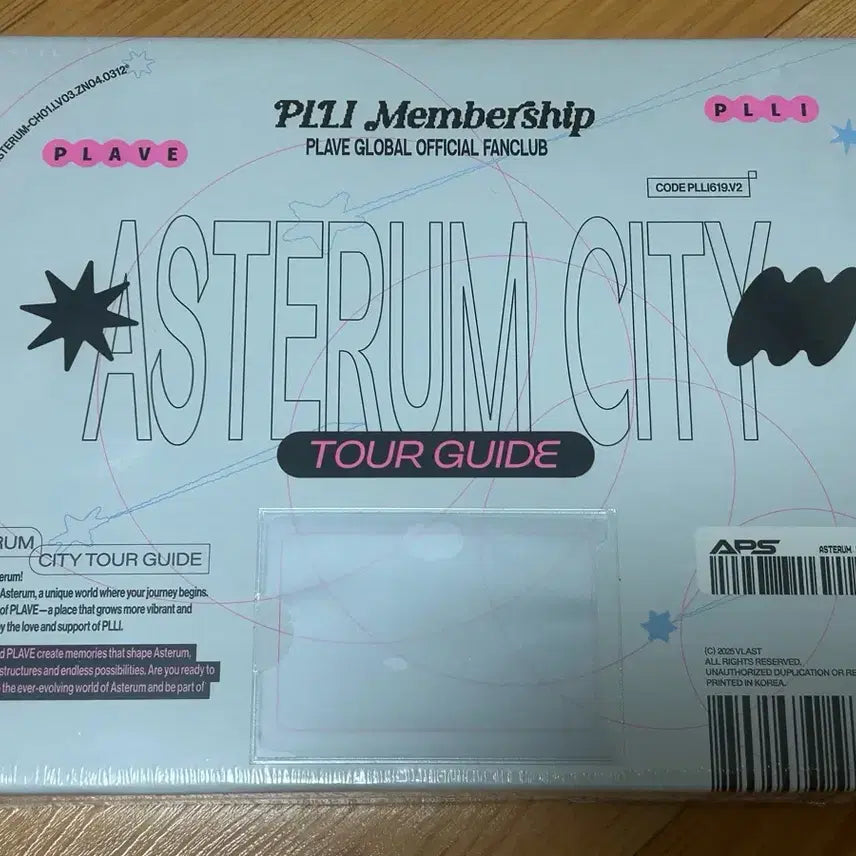 ASTERUM-CH01.LV03.ZN04.0312
PLAVE
PLLI Membership
PLAVE GLOBAL OFFICIAL FANCLUB
PLLI
CODE PLLI619.V2
ASTERUM CITY
TOUR GUIDE
RUM
CITY TOUR GUIDE
erum!
Asterum, a unique world where your journey begins.
of PLAVE—a place that grows more vibrant and
y the love and support of PLLI.
d PLAVE create memories that shape Asterum,
structures and endless possibilities. Are you ready to
the ever-evolving world of Asterum and be part of
APS
ASTERUM
(C) 2025 VLAST
ALL RIGHTS RESERVED.
UNAUTHORIZED DUPLICATION OR RE
PRINTED IN KOREA.